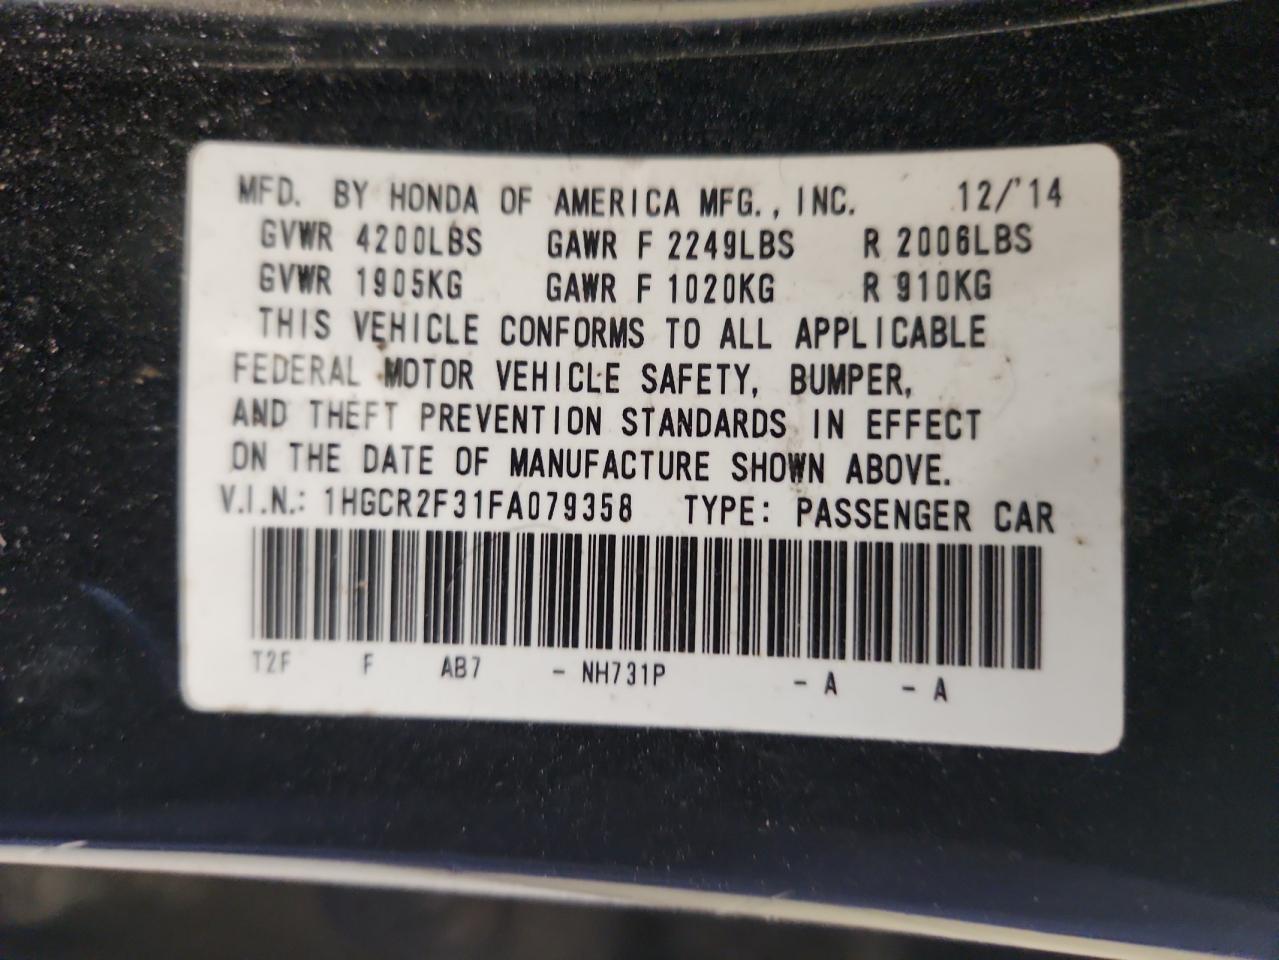 MFD. BY HONDA OF AMERICA MFG., INC. 12/'14
GVWR 4200LBS GAWR F 2249LBS R 2006LBS
GVWR 1905KG GAWR F 1020KG R 910KG
THIS VEHICLE CONFORMS TO ALL APPLICABLE
FEDERAL MOTOR VEHICLE SAFETY, BUMPER,
AND THEFT PREVENTION STANDARDS IN EFFECT
ON THE DATE OF MANUFACTURE SHOWN ABOVE.
V.I.N.: 1HGCR2F31FA079358 TYPE: PASSENGER CAR
T2F F AB7 - NH731P - A - A